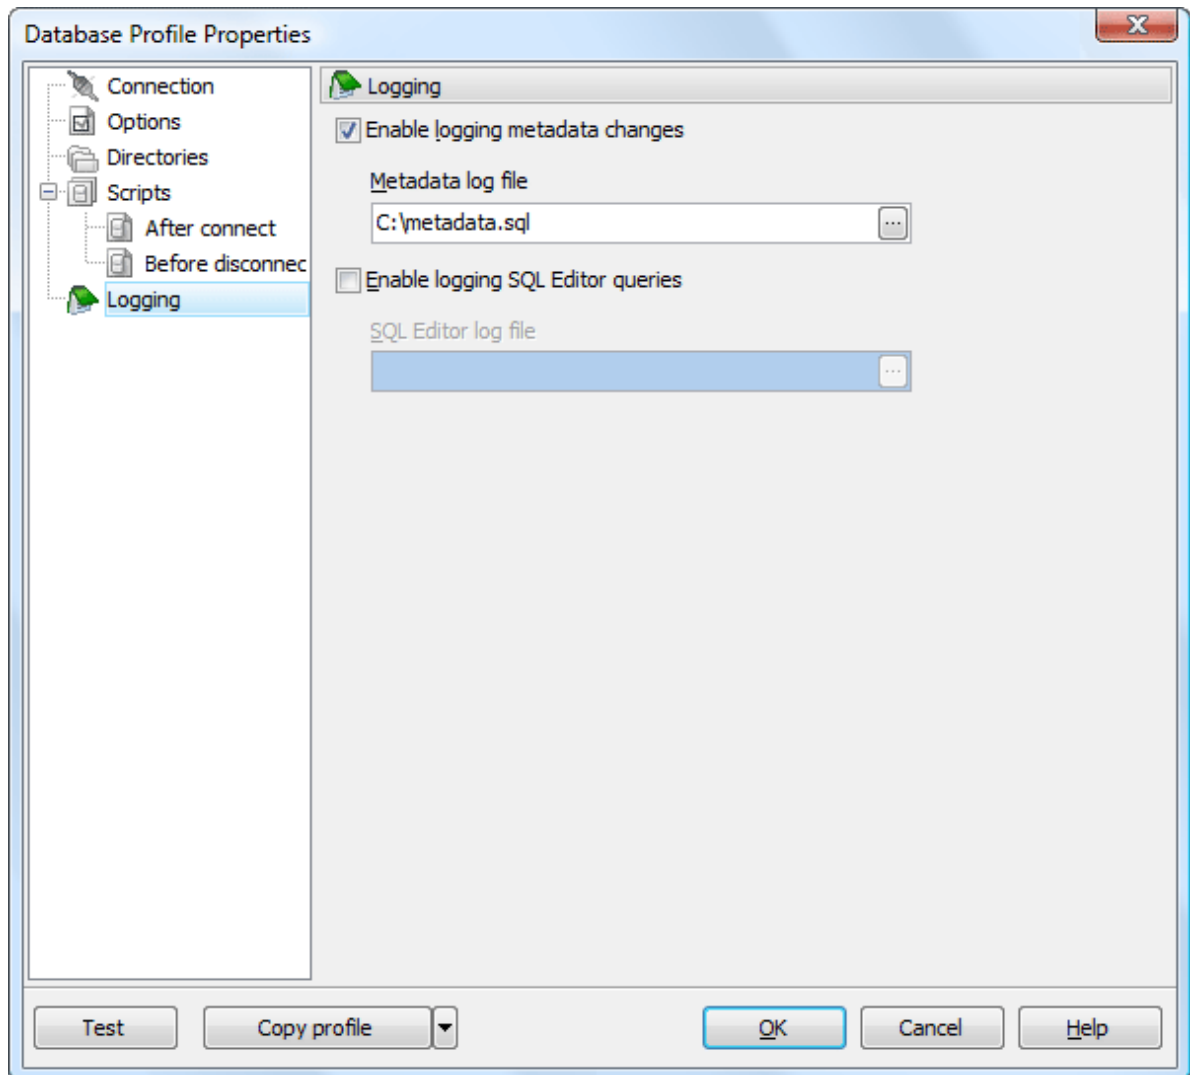 Database Profile Properties
Connection
Options
Directories
Scripts
After connect
Before disconnec
Logging
Logging
Enable logging metadata changes
Metadata log file
C:\metadata.sql
...
Enable logging SQL Editor queries
SQL Editor log file
...
Test
Copy profile
OK
Cancel
Help